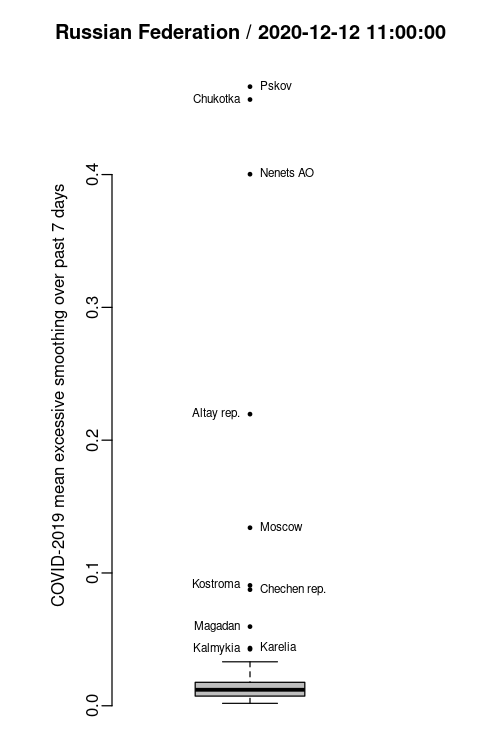 Russian Federation / 2020-12-12 11:00:00
COVID-2019 mean excessive smoothing over past 7 days
Pskov
Chukotka
0.4
Nenets AO
0.3
0.2
Altay rep.
Moscow
0.1
Kostroma
Chechen rep.
Magadan
Kalmykia
Karelia
0.0